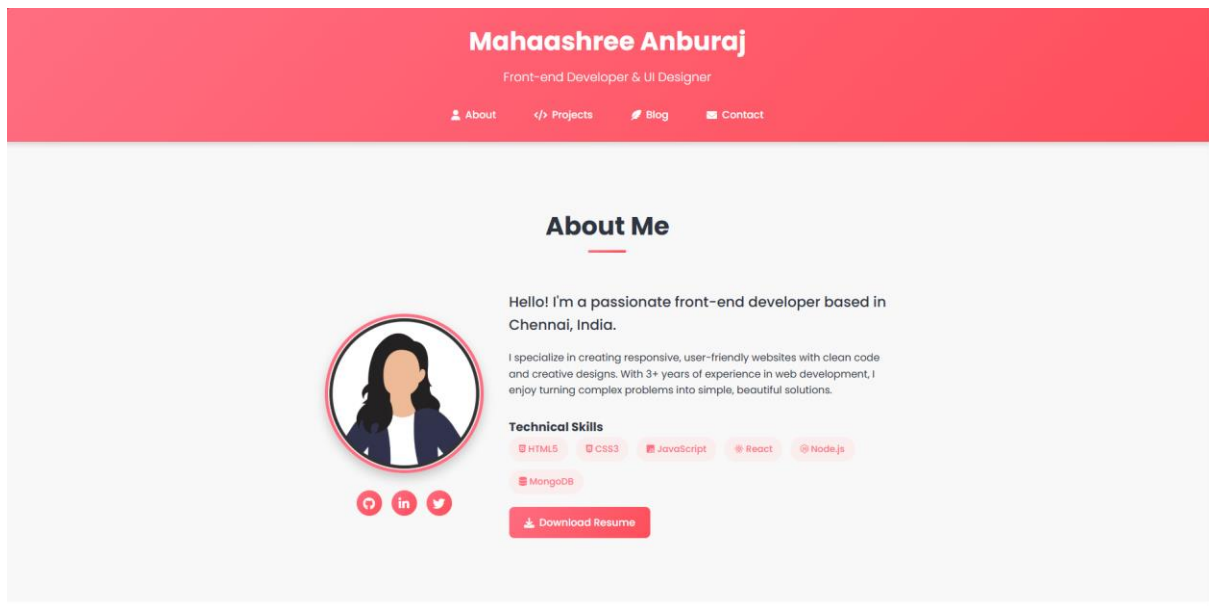 Mahaashree Anburaj
Front-end Developer & UI Designer
About </> Projects Blog Contact
About Me
Hello! I'm a passionate front-end developer based in
Chennai, India.
I specialize in creating responsive, user-friendly websites with clean code
and creative designs. With 3+ years of experience in web development, I
enjoy turning complex problems into simple, beautiful solutions.
Technical Skills
HTML5 CSS3 JavaScript React Node.js
MongoDB
in
Download Resume